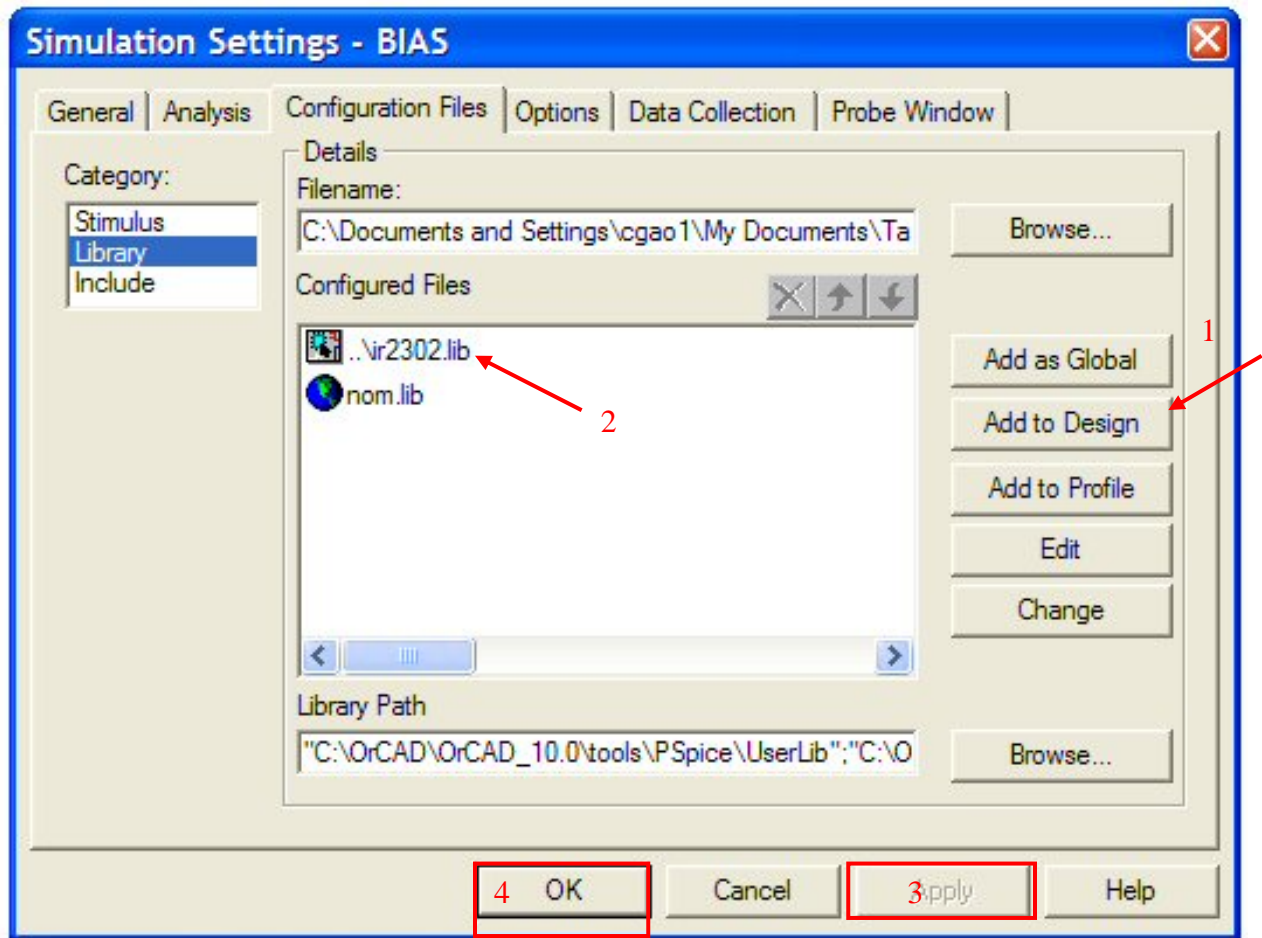 Simulation Settings - BIAS
General Analysis Configuration Files Options Data Collection Probe Window
Category:
Stimulus
Library
Include
Details
Filename:
C:\Documents and Settings\cgao1\My Documents\Ta
Browse...
Configured Files
..\ir2302.lib
nom.lib
2
1
Add as Global
Add to Design
Add to Profile
Edit
Change
Library Path
"C:\OrCAD\OrCAD_10.0\tools\PSpice\UserLib";"C:\O
Browse...
4 OK Cancel 3 Apply Help